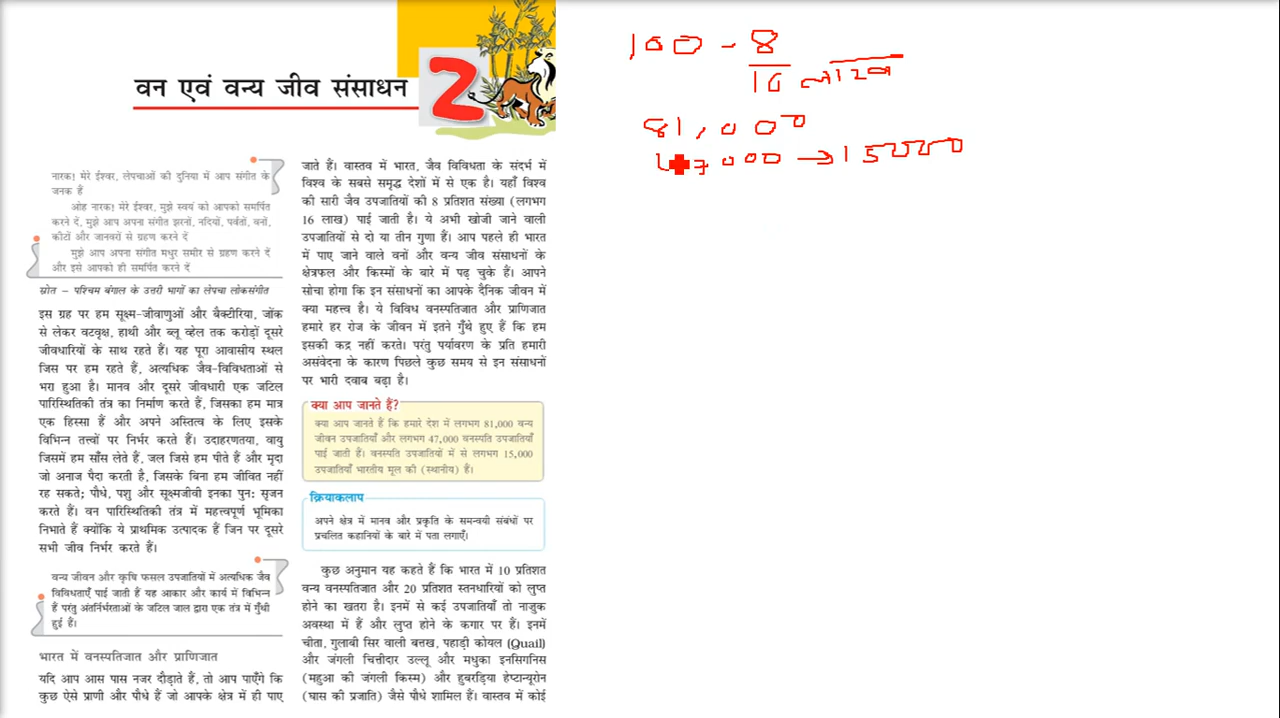 वन एवं वन्य जीव संसाधन
2
नारक! मेरे ईश्वर, लेपचाओं की दुनिया में आप संगीत के
जनक हैं
ओह नारक! मेरे ईश्वर, मुझे स्वयं को आपको समर्पित
करने दें, मुझे आप अपना संगीत झरनों, नदियों, पर्वतों, वनों,
कीटों और जानवरों से ग्रहण करने दें
मुझे आप अपना संगीत मधुर समीर से ग्रहण करने दें
और इसे आपको ही समर्पित करने दें
स्रोत – पश्चिम बंगाल के उत्तरी भागों का लेपचा लोकसंगीत
इस ग्रह पर हम सूक्ष्म-जीवाणुओं और बैक्टीरिया, जोंक
से लेकर वटवृक्ष, हाथी और ब्लू व्हेल तक करोड़ों दूसरे
जीवधारियों के साथ रहते हैं। यह पूरा आवासीय स्थल
जिस पर हम रहते हैं, अत्यधिक जैव-विविधताओं से
भरा हुआ है। मानव और दूसरे जीवधारी एक जटिल
पारिस्थितिकी तंत्र का निर्माण करते हैं, जिसका हम मात्र
एक हिस्सा हैं और अपने अस्तित्व के लिए इसके
विभिन्न तत्त्वों पर निर्भर करते हैं। उदाहरणतया, वायु
जिसमें हम साँस लेते हैं, जल जिसे हम पीते हैं और मृदा
जो अनाज पैदा करती है, जिसके बिना हम जीवित नहीं
रह सकते; पौधे, पशु और सूक्ष्मजीवी इनका पुन: सृजन
करते हैं। वन पारिस्थितिकी तंत्र में महत्त्वपूर्ण भूमिका
निभाते हैं क्योंकि ये प्राथमिक उत्पादक हैं जिन पर दूसरे
सभी जीव निर्भर करते हैं।
वन्य जीवन और कृषि फसल उपजातियों में अत्यधिक जैव
विविधताएँ पाई जाती हैं यह आकार और कार्य में विभिन्न
हैं परंतु अंतर्निर्भरताओं के जटिल जाल द्वारा एक तंत्र में गुँथी
हुई हैं।
भारत में वनस्पतिजात और प्राणिजात
यदि आप आस पास नजर दौड़ाते हैं, तो आप पाएँगे कि
कुछ ऐसे प्राणी और पौधे हैं जो आपके क्षेत्र में ही पाए
जाते हैं। वास्तव में भारत, जैव विविधता के संदर्भ में
विश्व के सबसे समृद्ध देशों में से एक है। यहाँ विश्व
की सारी जैव उपजातियों की 8 प्रतिशत संख्या (लगभग
16 लाख) पाई जाती है। ये अभी खोजी जाने वाली
उपजातियों से दो या तीन गुणा हैं। आप पहले ही भारत
में पाए जाने वाले वनों और वन्य जीव संसाधनों के
क्षेत्रफल और किस्मों के बारे में पढ़ चुके हैं। आपने
सोचा होगा कि इन संसाधनों का आपके दैनिक जीवन में
क्या महत्त्व है। ये विविध वनस्पतिजात और प्राणिजात
हमारे हर रोज के जीवन में इतने गुँथे हुए हैं कि हम
इसकी कद्र नहीं करते। परंतु पर्यावरण के प्रति हमारी
असंवेदना के कारण पिछले कुछ समय से इन संसाधनों
पर भारी दवाब बढ़ा है।
क्या आप जानते हैं?
क्या आप जानते हैं कि हमारे देश में लगभग 81,000 वन्य
जीवन उपजातियाँ और लगभग 47,000 वनस्पति उपजातियाँ
पाई जाती हैं। वनस्पति उपजातियों में से लगभग 15,000
उपजातियाँ भारतीय मूल की (स्थानीय) हैं।
क्रियाकलाप
अपने क्षेत्र में मानव और प्रकृति के समन्वयी संबंधों पर
प्रचलित कहानियों के बारे में पता लगाएँ।
कुछ अनुमान यह कहते हैं कि भारत में 10 प्रतिशत
वन्य वनस्पतिजात और 20 प्रतिशत स्तनधारियों को लुप्त
होने का खतरा है। इनमें से कई उपजातियाँ तो नाजुक
अवस्था में हैं और लुप्त होने के कगार पर हैं। इनमें
चीता, गुलाबी सिर वाली बत्तख, पहाड़ी कोयल (Quail)
और जंगली चित्तीदार उल्लू और मधुका इनसिगनिस
(महुआ की जंगली किस्म) और हुबरड़िया हेप्टान्यूरोन
(घास की प्रजाति) जैसे पौधे शामिल हैं। वास्तव में कोई
100 - 8
16
81,000
000 → 15000